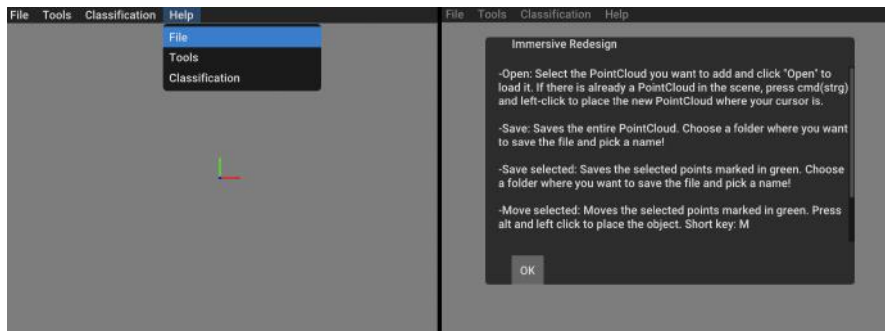 File Tools Classification Help
File
Tools
Classification
File Tools Classification Help
Immersive Redesign
-Open: Select the PointCloud you want to add and click "Open" to
load it. If there is already a PointCloud in the scene, press cmd(strg)
and left-click to place the new PointCloud where your cursor is.
-Save: Saves the entire PointCloud. Choose a folder where you want
to save the file and pick a name!
-Save selected: Saves the selected points marked in green. Choose
a folder where you want to save the file and pick a name!
-Move selected: Moves the selected points marked in green. Press
alt and left click to place the object. Short key: M
OK